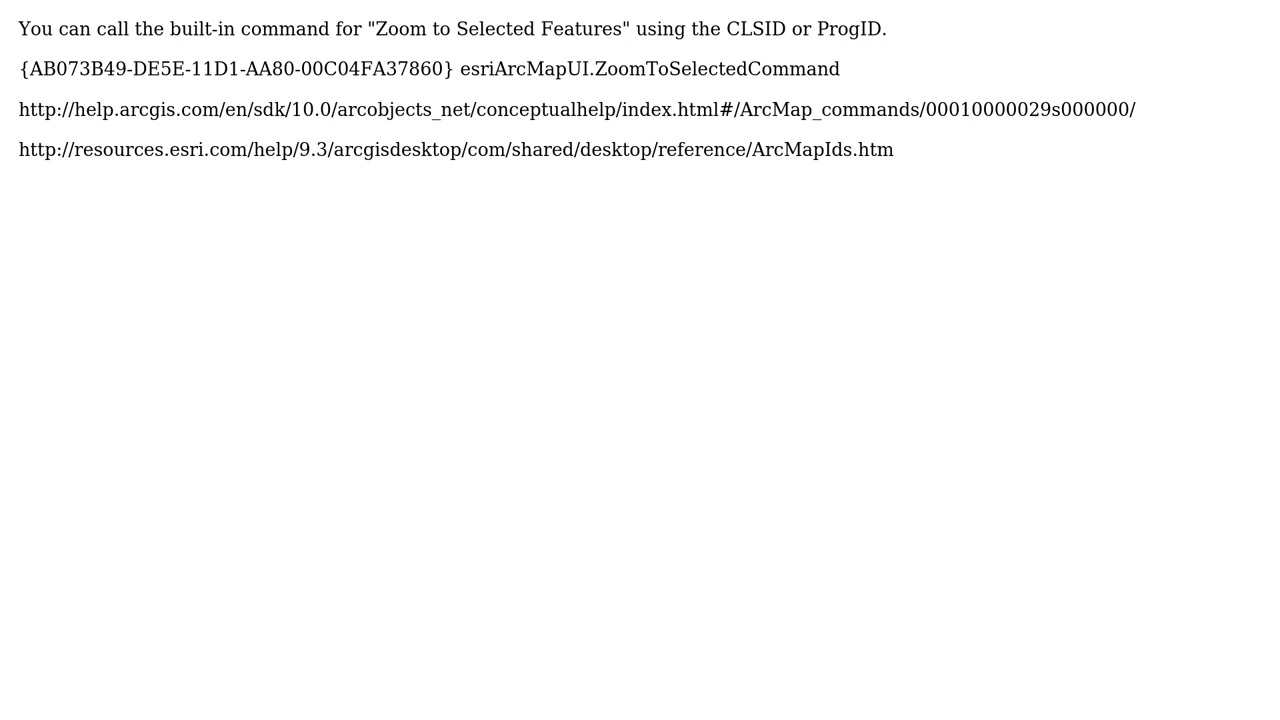 You can call the built-in command for "Zoom to Selected Features" using the CLSID or ProgID.
{AB073B49-DE5E-11D1-AA80-00C04FA37860} esriArcMapUI.ZoomToSelectedCommand
http://help.arcgis.com/en/sdk/10.0/arcobjects_net/conceptualhelp/index.html#/ArcMap_commands/00010000029s000000/
http://resources.esri.com/help/9.3/arcgisdesktop/com/shared/desktop/reference/ArcMapIds.htm